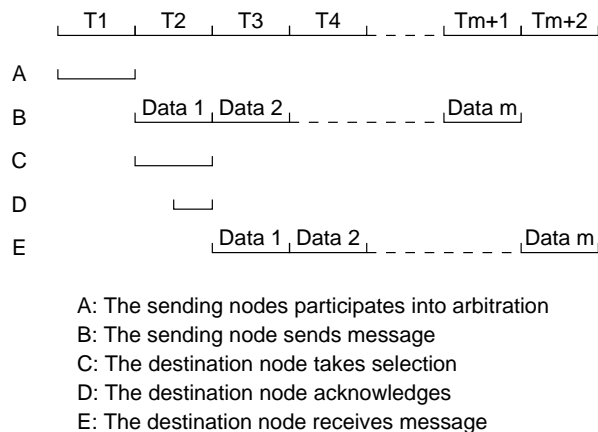 T1 T2 T3 T4 Tm+1 Tm+2
A
B Data 1 Data 2 Data m
C
D
E Data 1 Data 2 Data m
A: The sending nodes participates into arbitration
B: The sending node sends message
C: The destination node takes selection
D: The destination node acknowledges
E: The destination node receives message